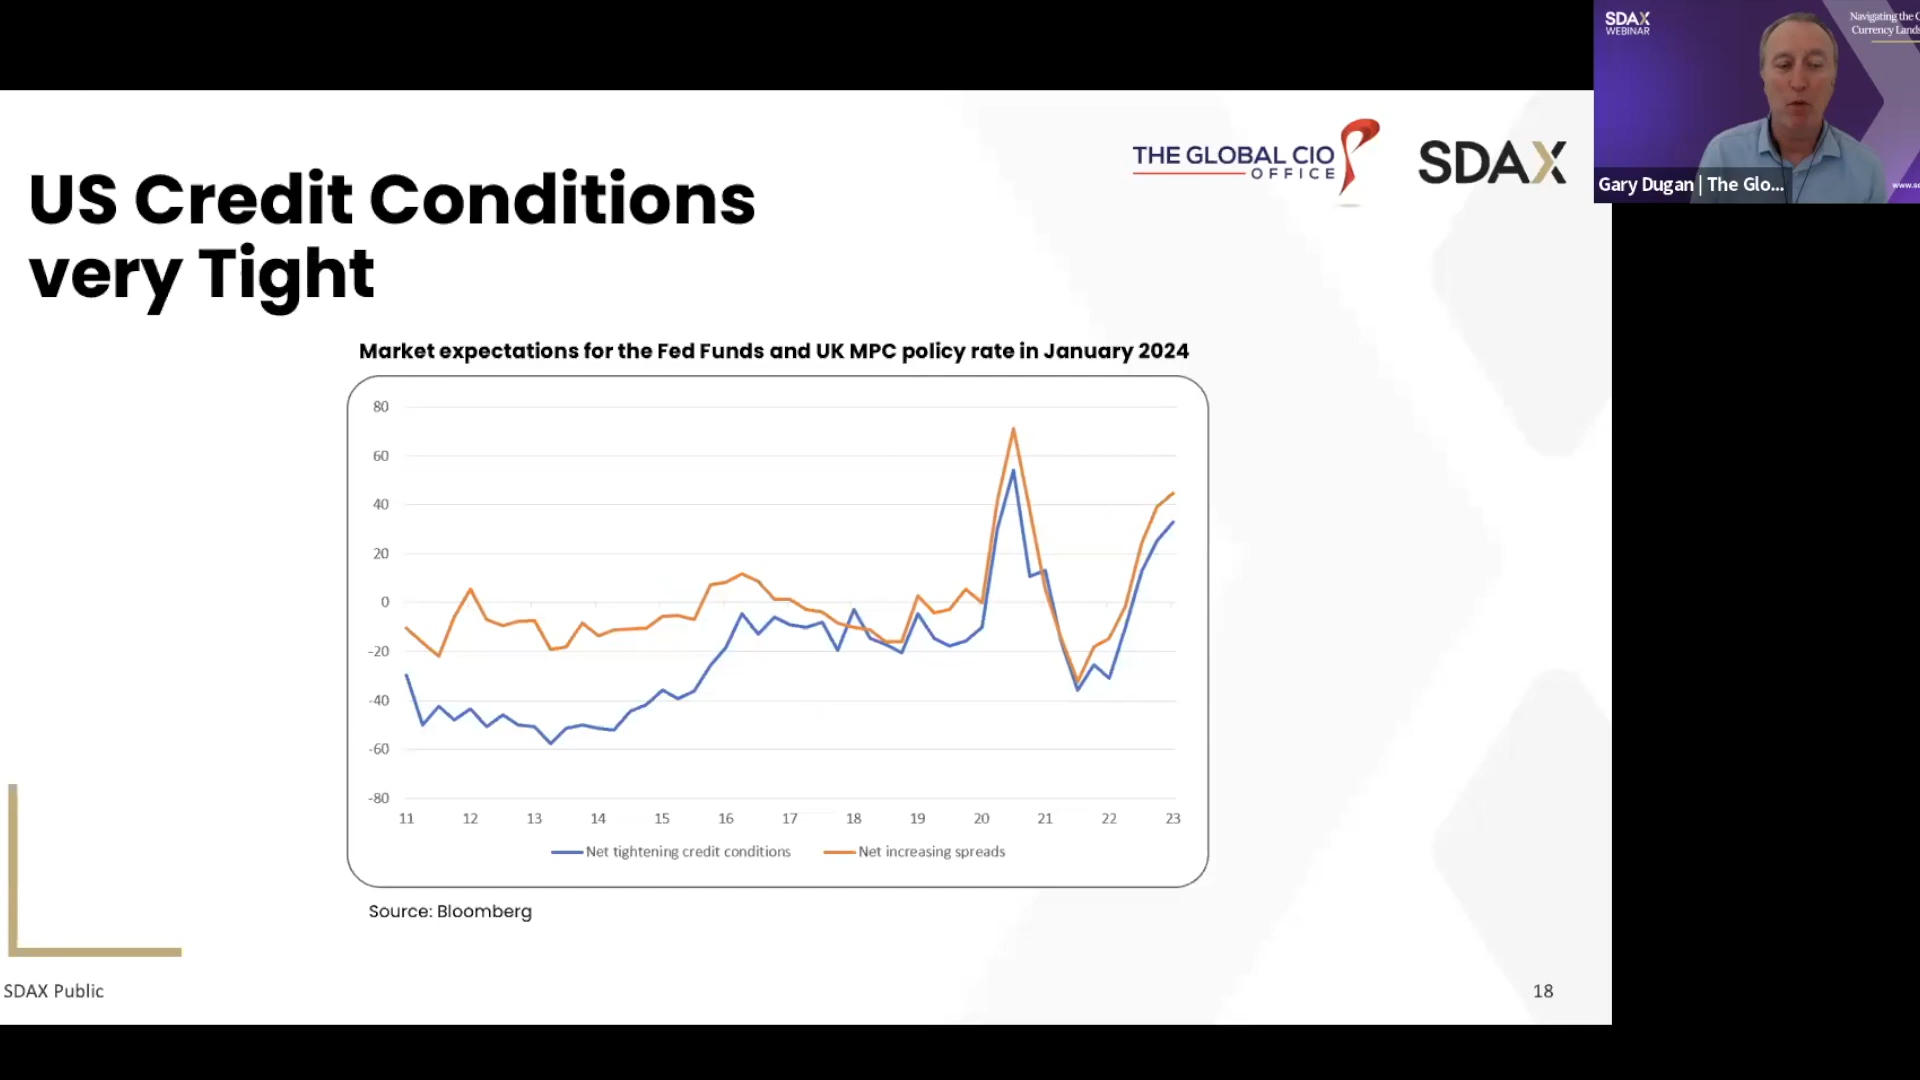 SDAX
WEBINAR
Navigating the
Currency
Gary Dugan | The Glo...
THE GLOBAL CIO
OFFICE
SDAX
US Credit Conditions
very Tight
Market expectations for the Fed Funds and UK MPC policy rate in January 2024
80
60
40
20
0
-20
-40
-60
-80
11 12 13 14 15 16 17 18 19 20 21 22 23
Net tightening credit conditions Net increasing spreads
Source: Bloomberg
SDAX Public
18